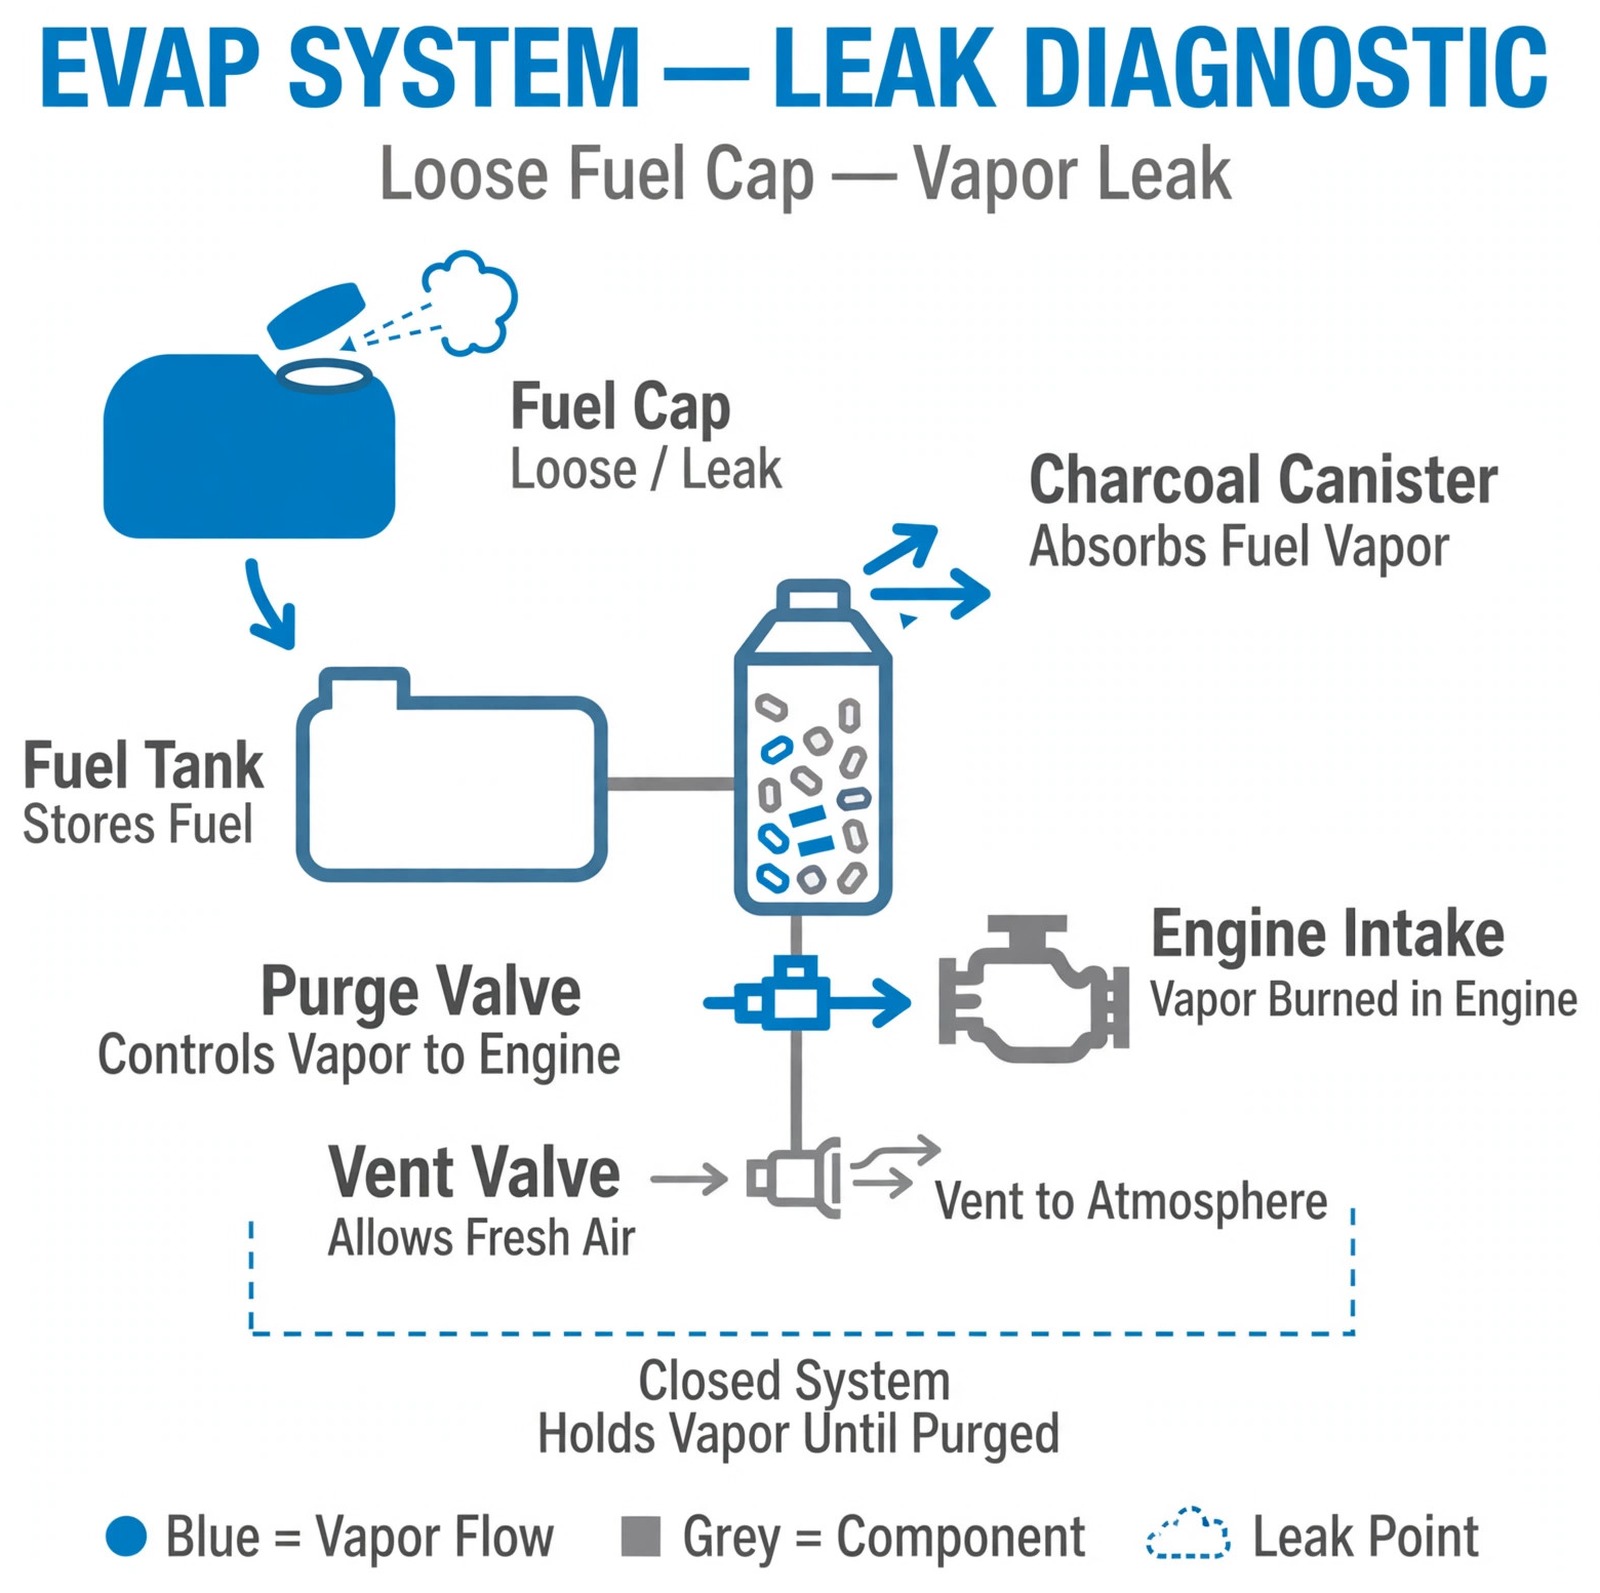 EVAP SYSTEM — LEAK DIAGNOSTIC
Loose Fuel Cap — Vapor Leak
Fuel Cap
Loose / Leak
Charcoal Canister
Absorbs Fuel Vapor
Fuel Tank
Stores Fuel
Engine Intake
Vapor Burned in Engine
Purge Valve
Controls Vapor to Engine
Vent Valve
Allows Fresh Air
Vent to Atmosphere
Closed System
Holds Vapor Until Purged
Blue = Vapor Flow
Grey = Component
Leak Point